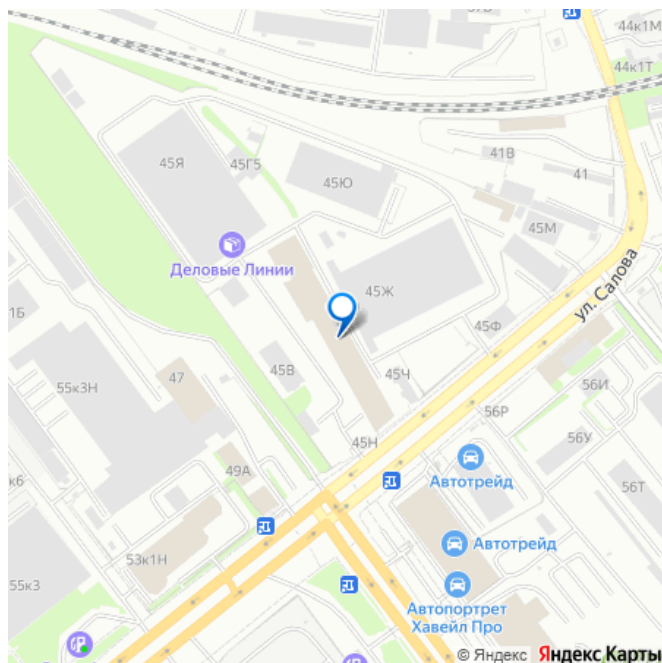 44к1М
44к1Т
41В
45Я
45Г5
45Ю
41
45М
ул. Салова
Деловые Линии
45Ж
1Б
45Ф
45В
47
45Ч
55к3Н
56И
56Р
45Н
56У
49А
Автотрейд
56Т
к6
Автотрейд
53к1Н
55к3
Автопортрет
Хавейл Про
© Яндекс Яндекс Карты